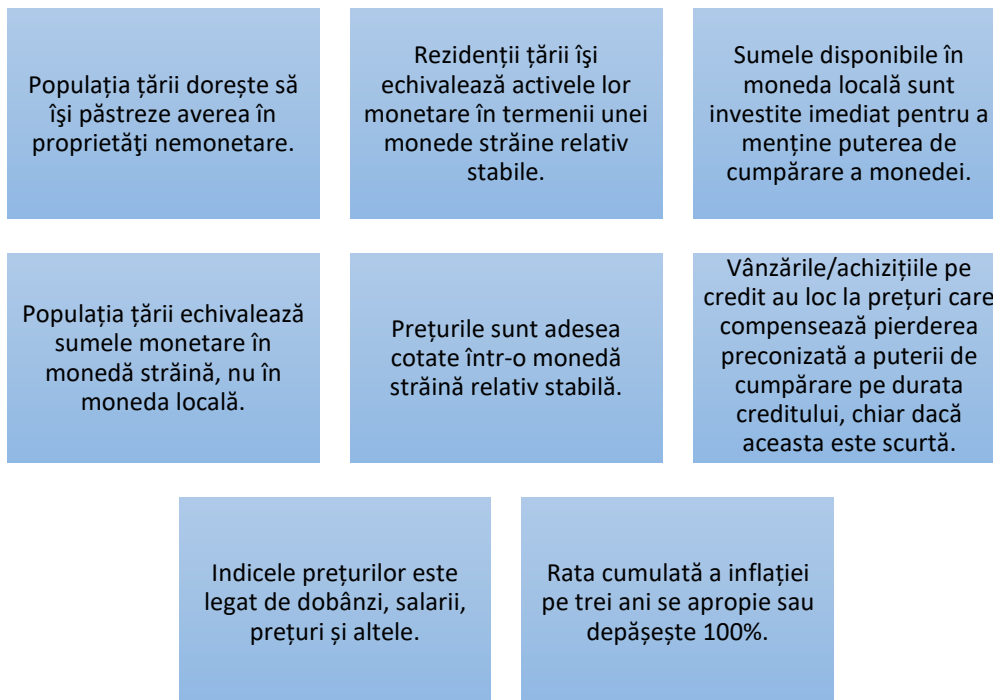 Populația țării dorește să
își păstreze averea în
proprietăţi nemonetare.
Rezidenții țării îşi
echivalează activele lor
monetare în termenii unei
monede străine relativ
stabile.
Sumele disponibile în
moneda locală sunt
investite imediat pentru a
menține puterea de
cumpărare a monedei.
Populația țării echivalează
sumele monetare în
monedă străină, nu în
moneda locală.
Prețurile sunt adesea
cotate într-o monedă
străină relativ stabilă.
Vânzările/achizițiile pe
credit au loc la prețuri care
compensează pierderea
preconizată a puterii de
cumpărare pe durata
creditului, chiar dacă
aceasta este scurtă.
Indicele prețurilor este
legat de dobânzi, salarii,
prețuri și altele.
Rata cumulată a inflației
pe trei ani se apropie sau
depășește 100%.